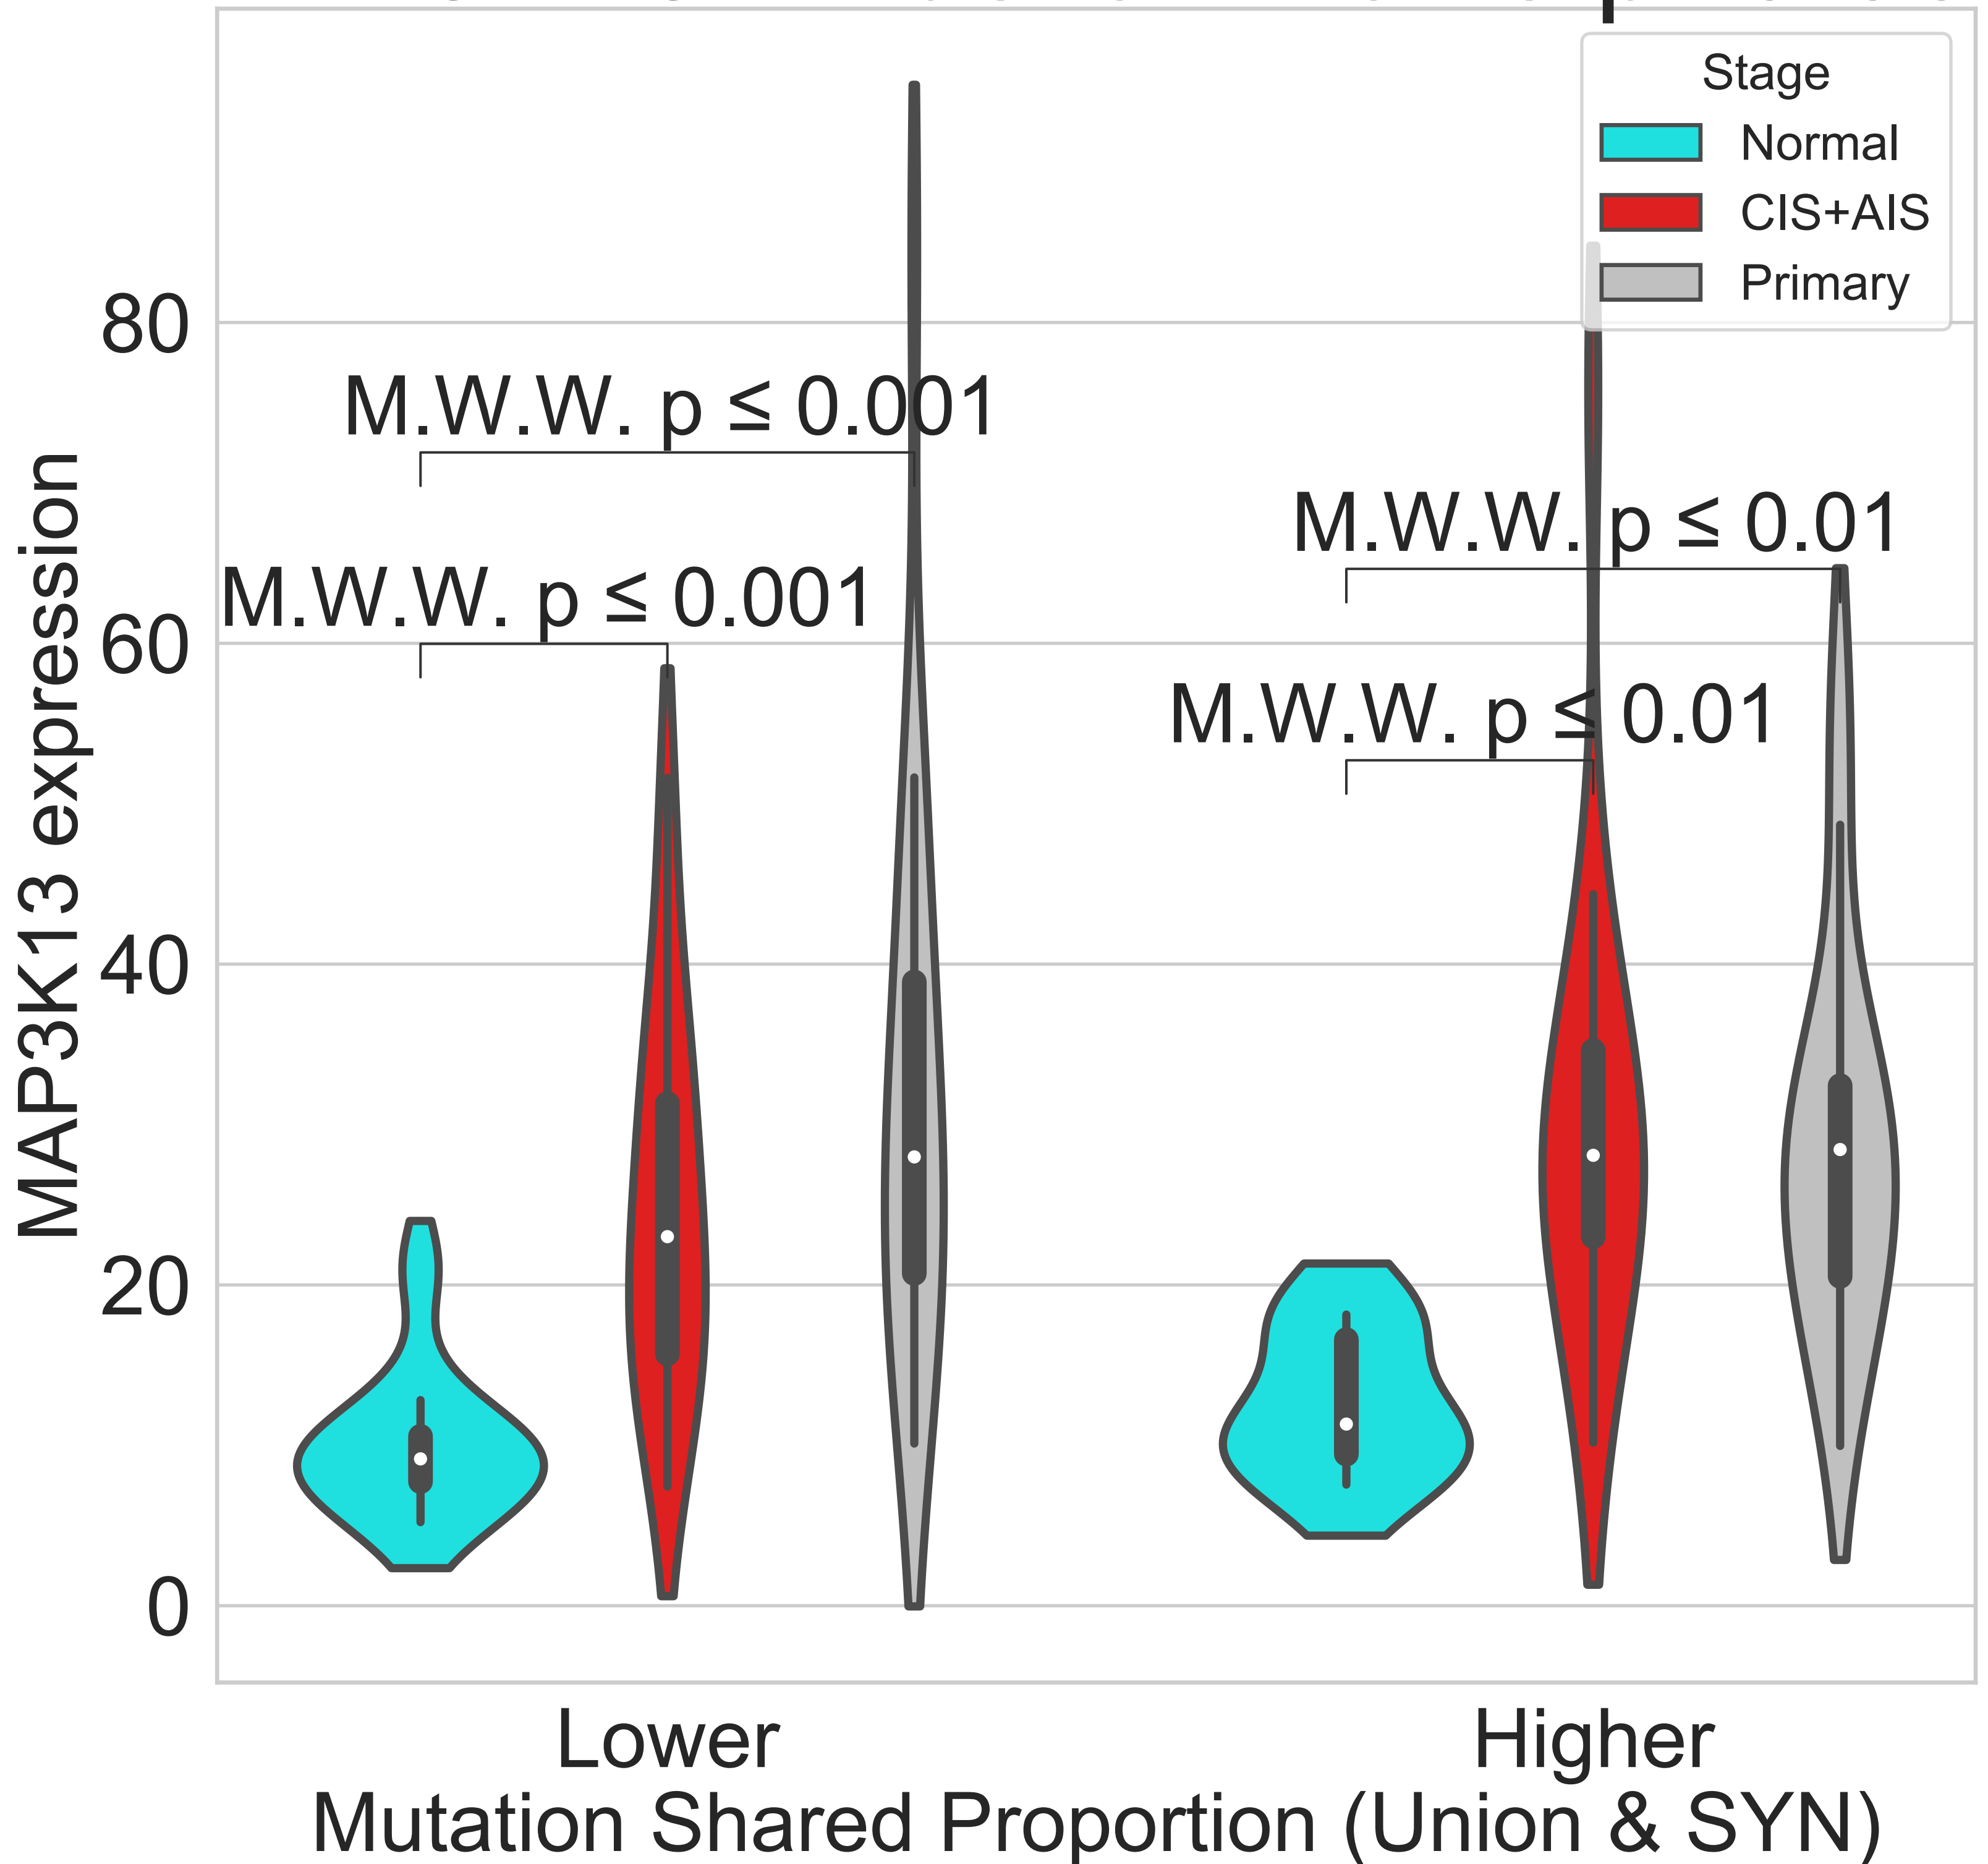 Stage
Normal
CIS+AIS
Primary
MAP3K13 expression
80
60
40
20
0
M.W.W. p ≤ 0.001
M.W.W. p ≤ 0.001
M.W.W. p ≤ 0.01
M.W.W. p ≤ 0.01
Lower
Higher
Mutation Shared Proportion (Union & SYN)